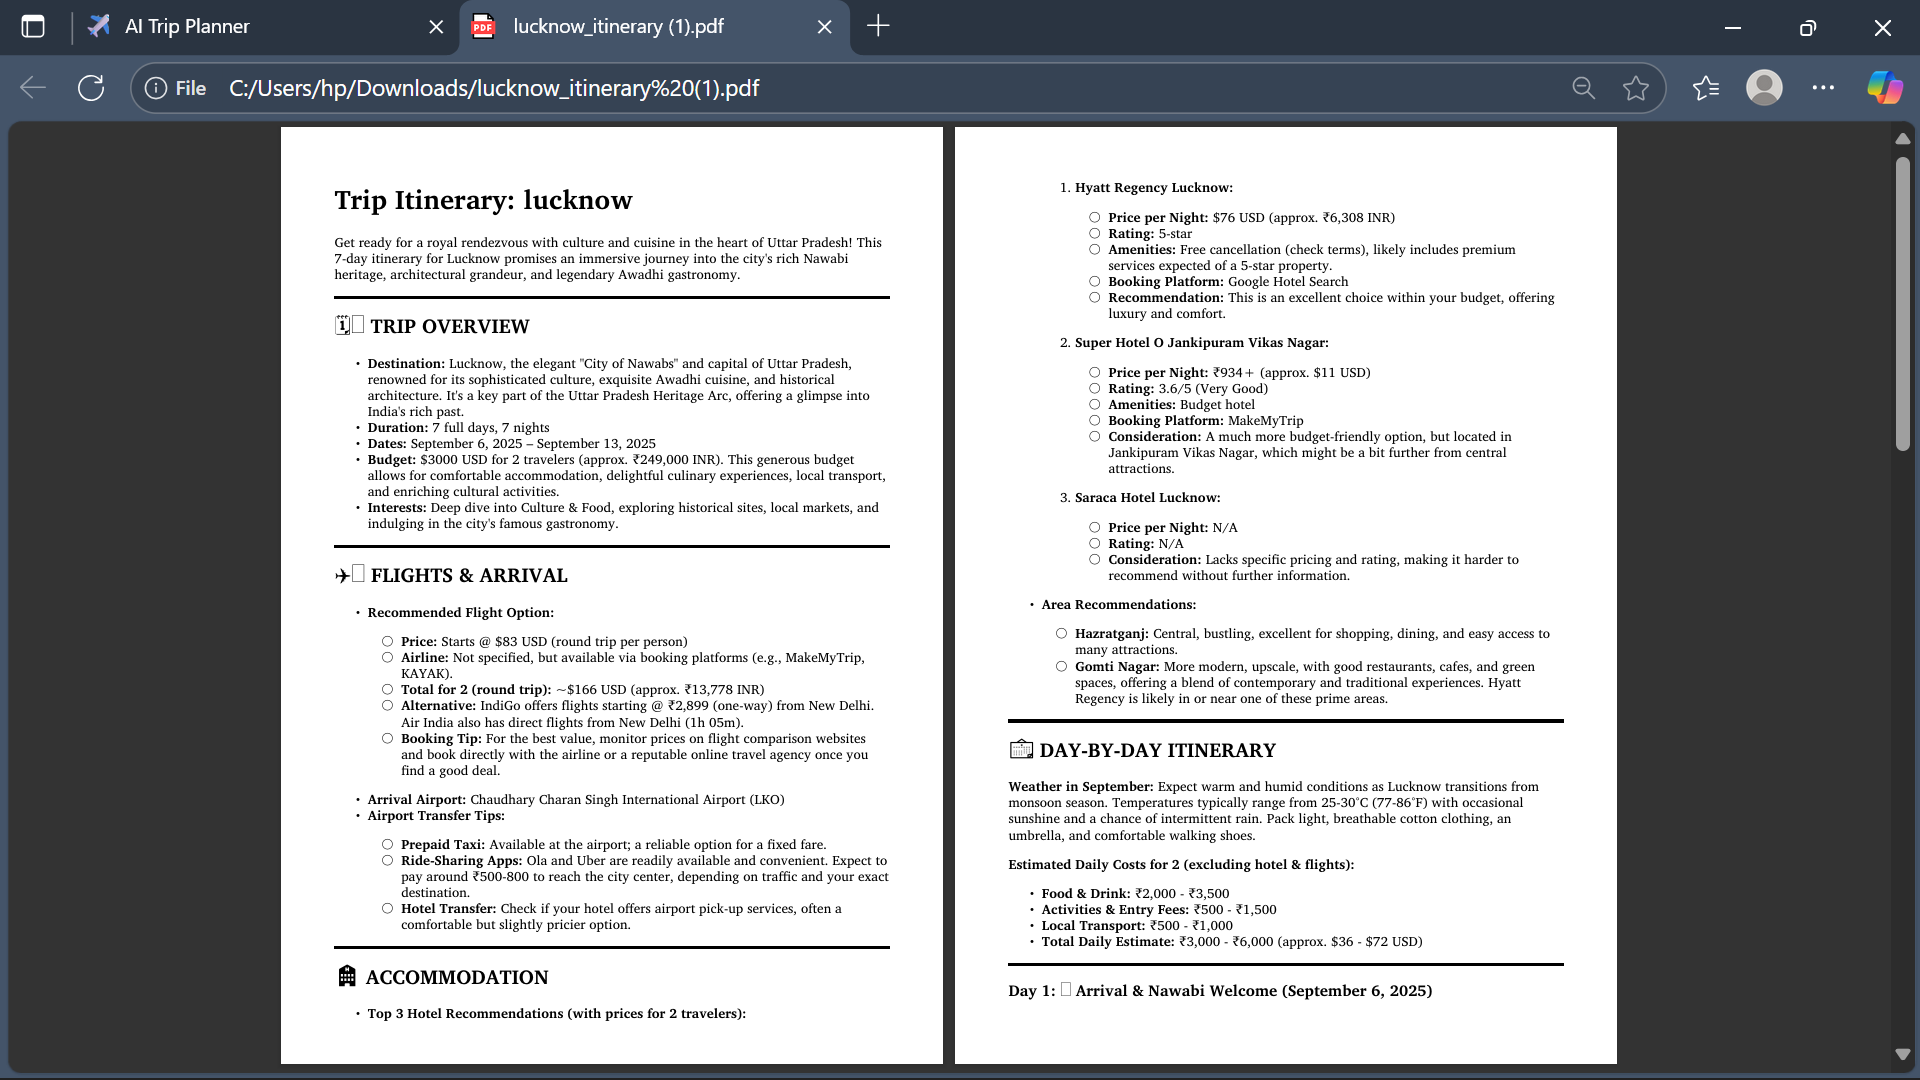 AI Trip Planner
lucknow_itinerary (1).pdf
File
C:/Users/hp/Downloads/lucknow_itinerary%20(1).pdf
Trip Itinerary: lucknow
Get ready for a royal rendezvous with culture and cuisine in the heart of Uttar Pradesh! This
7-day itinerary for Lucknow promises an immersive journey into the city's rich Nawabi
heritage, architectural grandeur, and legendary Awadhi gastronomy.
TRIP OVERVIEW
• Destination: Lucknow, the elegant "City of Nawabs" and capital of Uttar Pradesh,
renowned for its sophisticated culture, exquisite Awadhi cuisine, and historical
architecture. It's a key part of the Uttar Pradesh Heritage Arc, offering a glimpse into
India's rich past.
• Duration: 7 full days, 7 nights
• Dates: September 6, 2025 – September 13, 2025
• Budget: $3000 USD for 2 travelers (approx. ₹249,000 INR). This generous budget
allows for comfortable accommodation, delightful culinary experiences, local transport,
and enriching cultural activities.
• Interests: Deep dive into Culture & Food, exploring historical sites, local markets, and
indulging in the city's famous gastronomy.
FLIGHTS & ARRIVAL
• Recommended Flight Option:
○ Price: Starts @ $83 USD (round trip per person)
○ Airline: Not specified, but available via booking platforms (e.g., MakeMyTrip,
KAYAK).
○ Total for 2 (round trip): ~$166 USD (approx. ₹13,778 INR)
○ Alternative: IndiGo offers flights starting @ ₹2,899 (one-way) from New Delhi.
Air India also has direct flights from New Delhi (1h 05m).
○ Booking Tip: For the best value, monitor prices on flight comparison websites
and book directly with the airline or a reputable online travel agency once you
find a good deal.
• Arrival Airport: Chaudhary Charan Singh International Airport (LKO)
• Airport Transfer Tips:
○ Prepaid Taxi: Available at the airport; a reliable option for a fixed fare.
○ Ride-Sharing Apps: Ola and Uber are readily available and convenient. Expect to
pay around ₹500-800 to reach the city center, depending on traffic and your exact
destination.
○ Hotel Transfer: Check if your hotel offers airport pick-up services, often a
comfortable but slightly pricier option.
ACCOMMODATION
• Top 3 Hotel Recommendations (with prices for 2 travelers):
1. Hyatt Regency Lucknow:
○ Price per Night: $76 USD (approx. ₹6,308 INR)
○ Rating: 5-star
○ Amenities: Free cancellation (check terms), likely includes premium
services expected of a 5-star property.
○ Booking Platform: Google Hotel Search
○ Recommendation: This is an excellent choice within your budget, offering
luxury and comfort.
2. Super Hotel O Jankipuram Vikas Nagar:
○ Price per Night: ₹934+ (approx. $11 USD)
○ Rating: 3.6/5 (Very Good)
○ Amenities: Budget hotel
○ Booking Platform: MakeMyTrip
○ Consideration: A much more budget-friendly option, but located in
Jankipuram Vikas Nagar, which might be a bit further from central
attractions.
3. Saraca Hotel Lucknow:
○ Price per Night: N/A
○ Rating: N/A
○ Consideration: Lacks specific pricing and rating, making it harder to
recommend without further information.
• Area Recommendations:
○ Hazratganj: Central, bustling, excellent for shopping, dining, and easy access to
many attractions.
○ Gomti Nagar: More modern, upscale, with good restaurants, cafes, and green
spaces, offering a blend of contemporary and traditional experiences. Hyatt
Regency is likely in or near one of these prime areas.
DAY-BY-DAY ITINERARY
Weather in September: Expect warm and humid conditions as Lucknow transitions from
monsoon season. Temperatures typically range from 25-30°C (77-86°F) with occasional
sunshine and a chance of intermittent rain. Pack light, breathable cotton clothing, an
umbrella, and comfortable walking shoes.
Estimated Daily Costs for 2 (excluding hotel & flights):
• Food & Drink: ₹2,000 - ₹3,500
• Activities & Entry Fees: ₹500 - ₹1,500
• Local Transport: ₹500 - ₹1,000
• Total Daily Estimate: ₹3,000 - ₹6,000 (approx. $36 - $72 USD)
Day 1: Arrival & Nawabi Welcome (September 6, 2025)